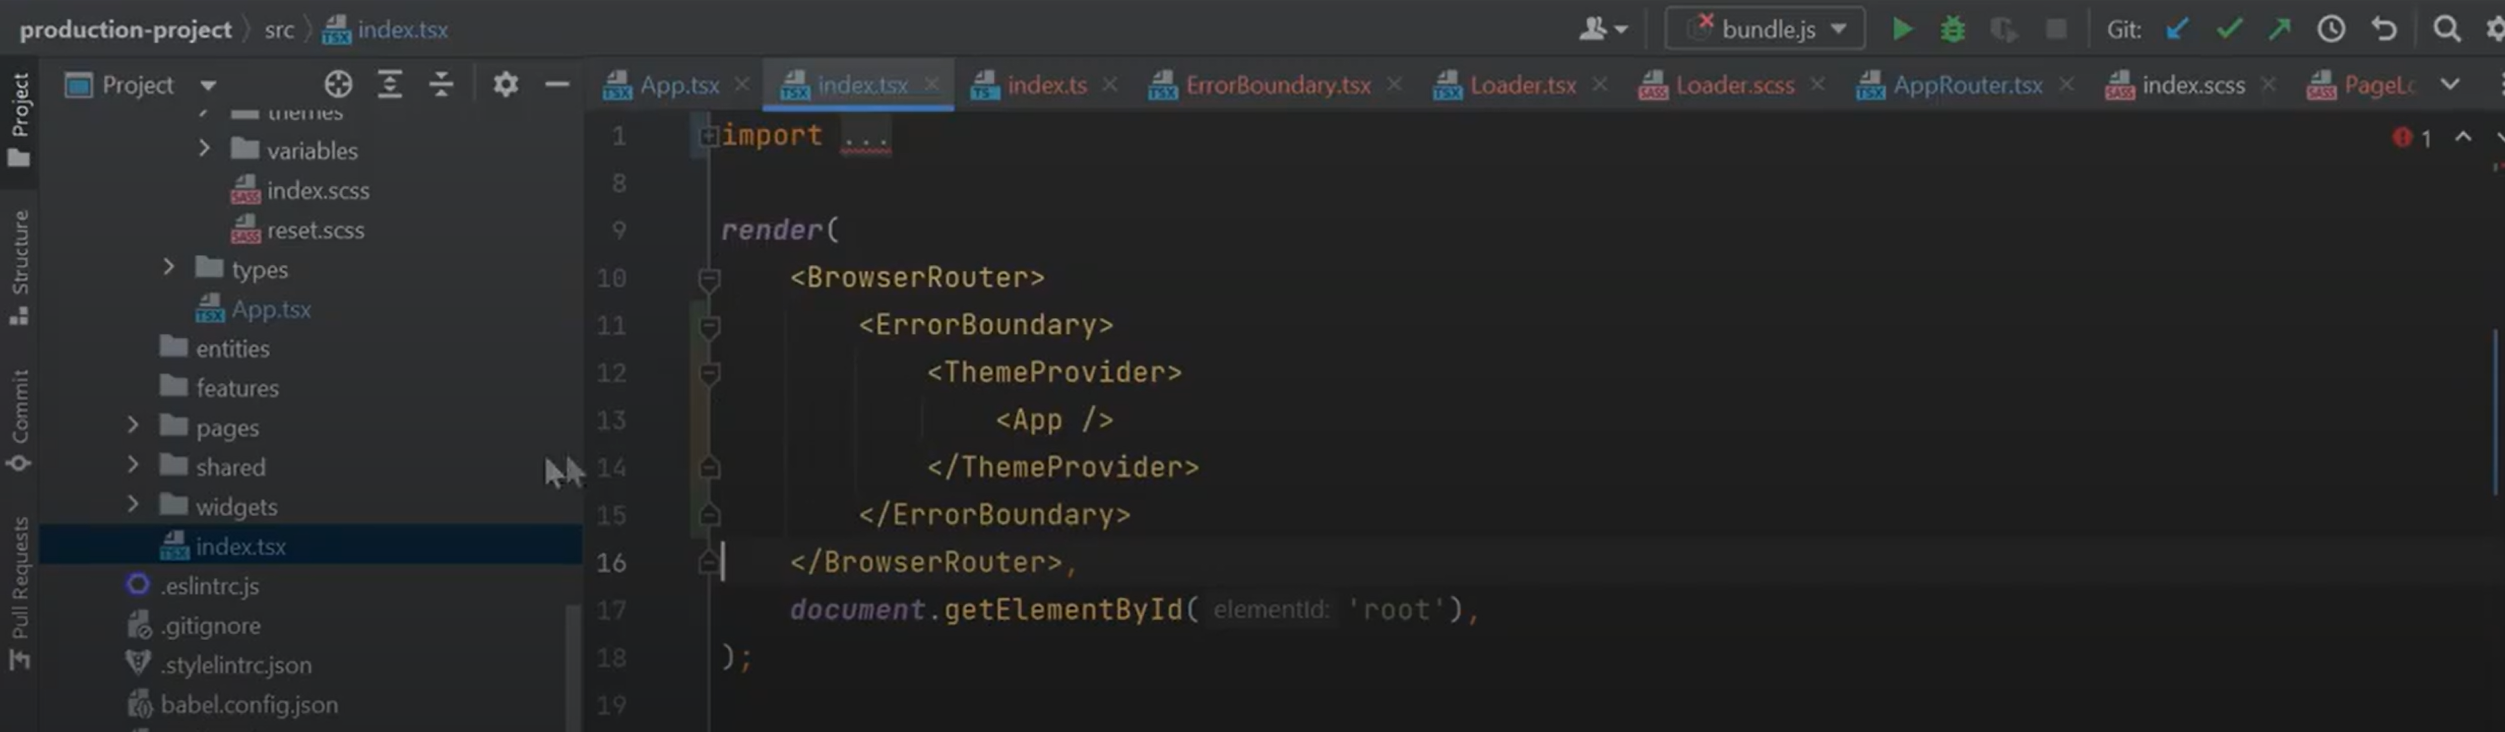 production-project src index.tsx bundle.js Git:
Project
App.tsx index.tsx index.ts ErrorBoundary.tsx Loader.tsx Loader.scss AppRouter.tsx index.scss
Project
Structure
Commit
Pull Requests
themes
variables
index.scss
reset.scss
types
App.tsx
entities
features
pages
shared
widgets
index.tsx
.eslintrc.js
.gitignore
.stylelintrc.json
babel.config.json
1 import ...
1
8
9 render(
10 <BrowserRouter>
11 <ErrorBoundary>
12 <ThemeProvider>
13 <App />
14 </ThemeProvider>
15 </ErrorBoundary>
16 </BrowserRouter>,
17 document.getElementById( elementId: 'root'),
18 );
19